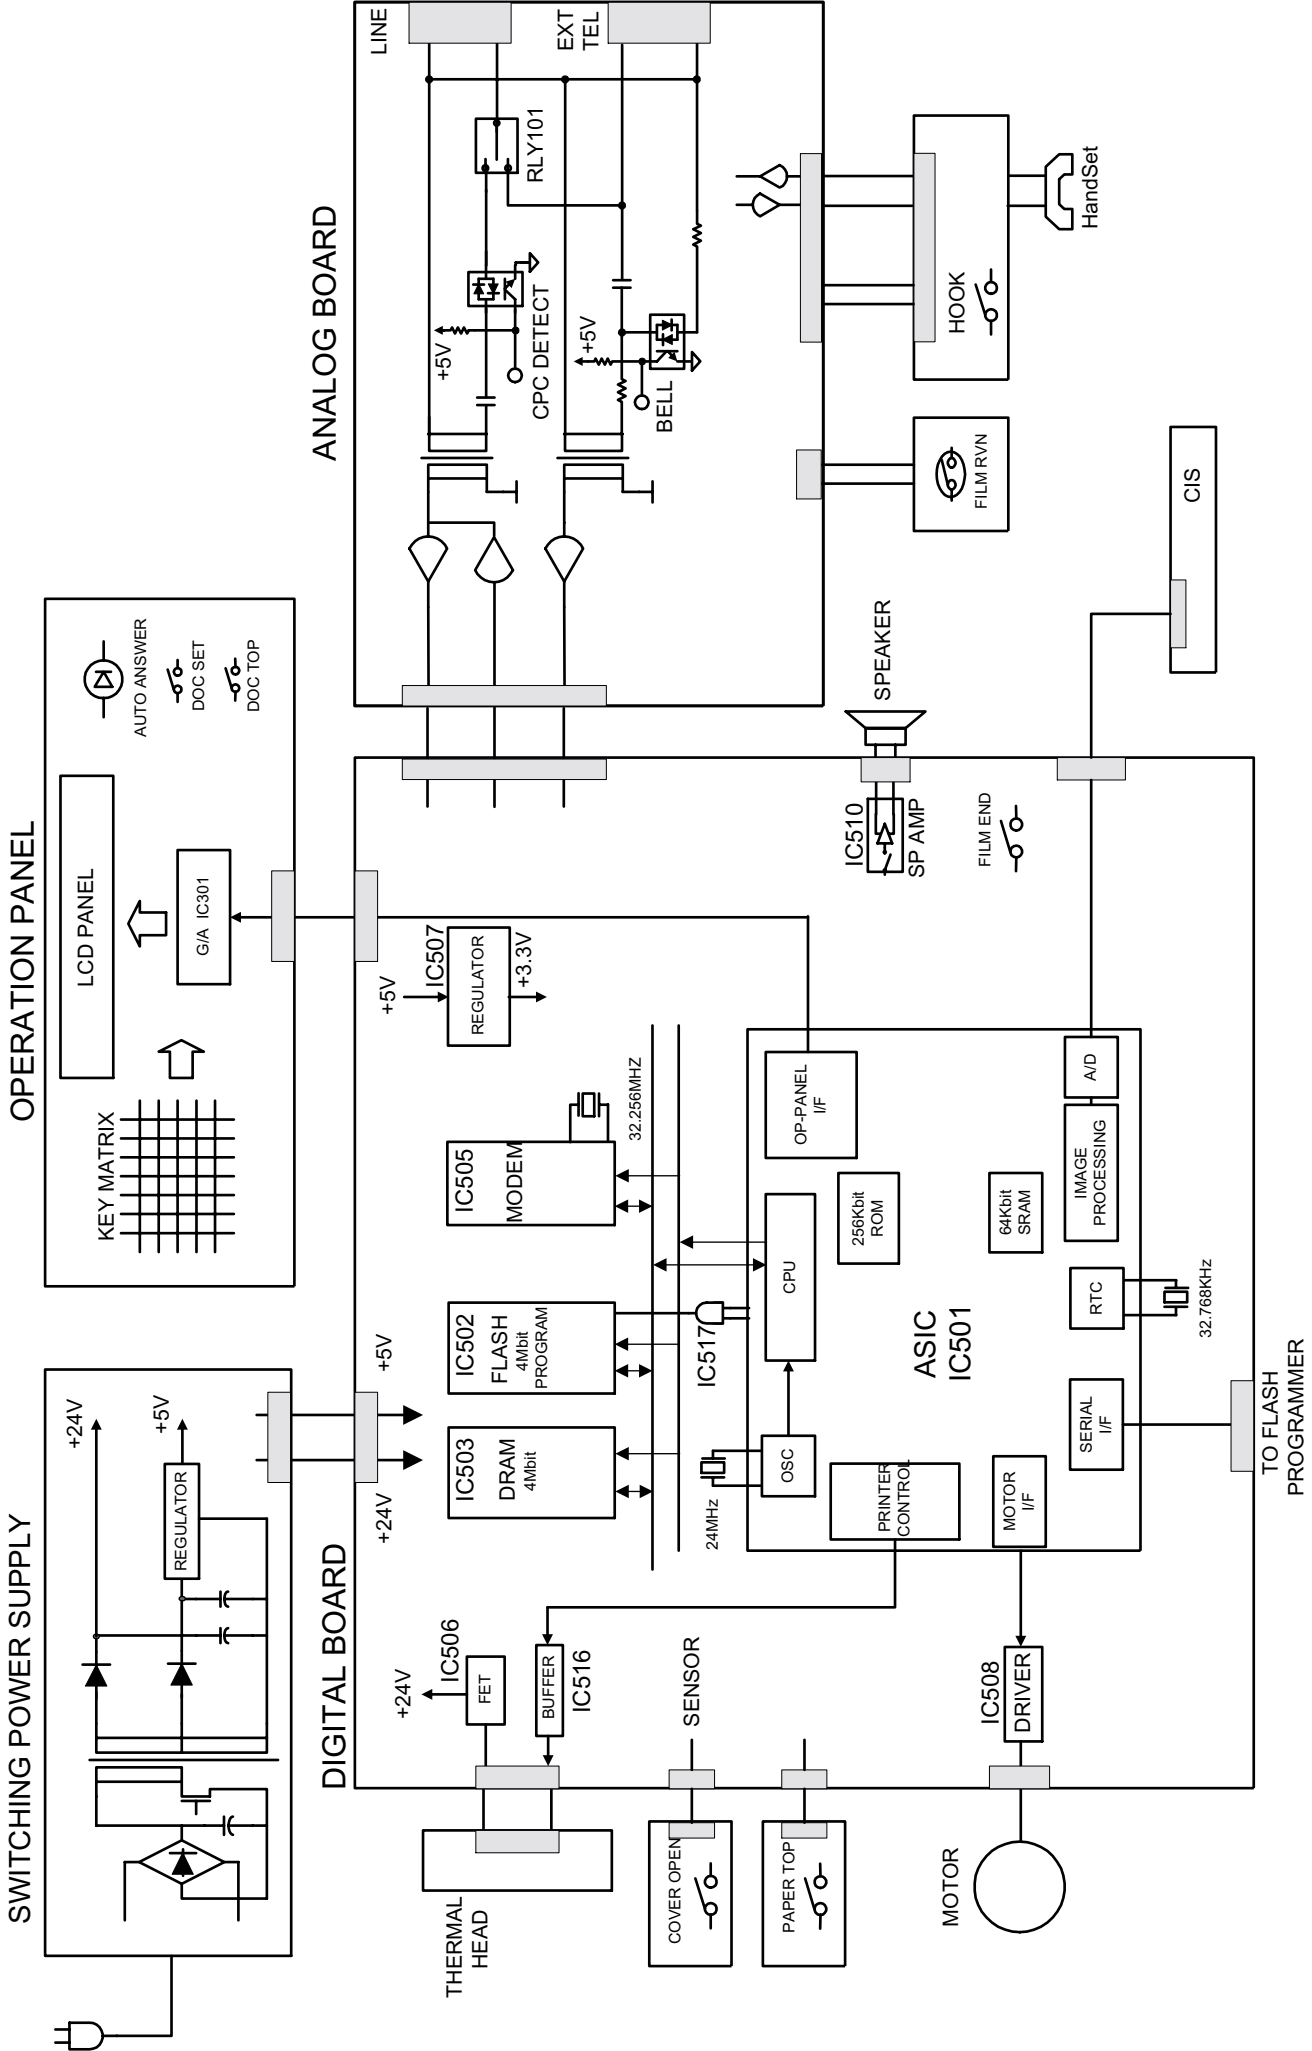 SWITCHING POWER SUPPLY
+24V
+5V
REGULATOR
OPERATION PANEL
KEY MATRIX
LCD PANEL
G/A IC301
AUTO ANSWER
DOC SET
DOC TOP
DIGITAL BOARD
+24V
+5V
+24V
IC506
FET
BUFFER
IC516
THERMAL
HEAD
SENSOR
COVER OPEN
PAPER TOP
MOTOR
IC508
DRIVER
IC503
DRAM
4Mbit
IC502
FLASH
4Mbit
PROGRAM
IC505
MODEM
32.256MHZ
+5V
IC507
REGULATOR
+3.3V
IC517
24MHz
OSC
CPU
OP-PANEL
I/F
PRINTER
CONTROL
256Kbit
ROM
ASIC
IC501
MOTOR
I/F
64Kbit
SRAM
SERIAL
I/F
RTC
32.768KHz
IMAGE
PROCESSING
A/D
TO FLASH
PROGRAMMER
IC510
SP AMP
SPEAKER
FILM END
CIS
ANALOG BOARD
LINE
EXT
TEL
RLY101
+5V
CPC DETECT
+5V
BELL
FILM RVN
HOOK
HandSet